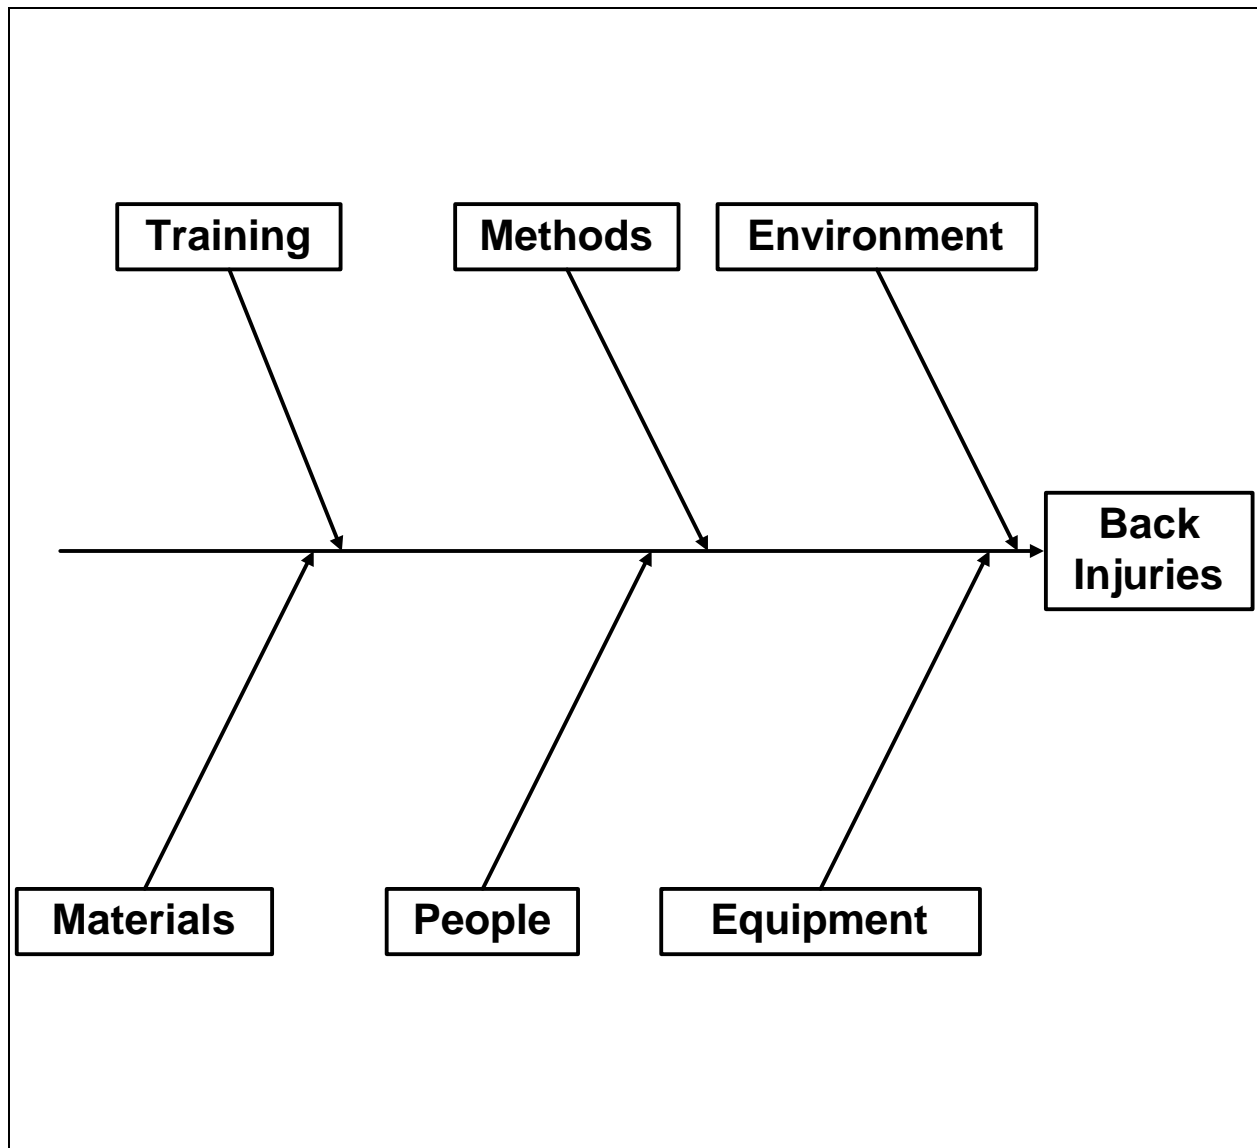 Training
Methods
Environment
Back
Injuries
Materials
People
Equipment